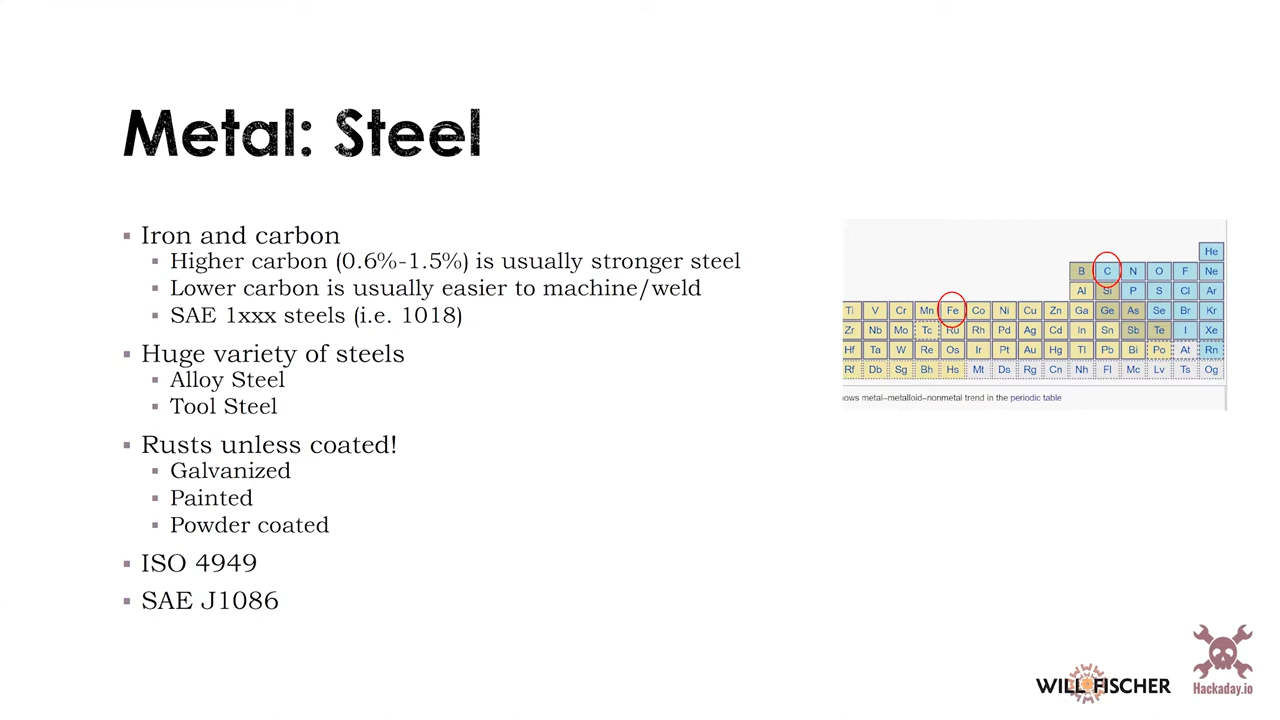 Metal: Steel
Iron and carbon
Higher carbon (0.6%-1.5%) is usually stronger steel
Lower carbon is usually easier to machine/weld
SAE 1xxx steels (i.e. 1018)
Huge variety of steels
Alloy Steel
Tool Steel
Rusts unless coated!
Galvanized
Painted
Powder coated
ISO 4949
SAE J1086
He
B C N O F Ne
Al Si P S Cl Ar
Ti V Cr Mn Fe Co Ni Cu Zn Ga Ge As Se Br Kr
Zr Nb Mo Tc Ru Rh Pd Ag Cd In Sn Sb Te I Xe
Hf Ta W Re Os Ir Pt Au Hg Tl Pb Bi Po At Rn
Rf Db Sg Bh Hs Mt Ds Rg Cn Nh Fl Mc Lv Ts Og
ows metal–metalloid–nonmetal trend in the periodic table
WILL FISCHER
Hackaday.io